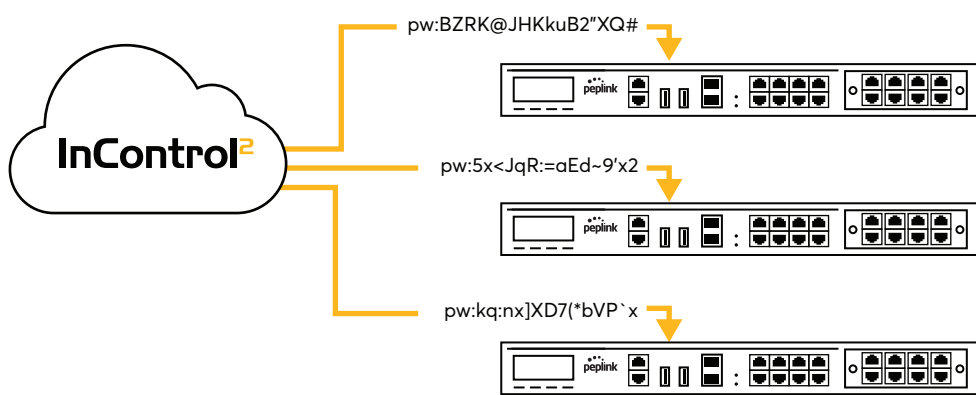 pw:BZRK@JHKkuB2"XQ#
peplink
InControl2
pw:5x<JqR:=aEd~9'x2
peplink
pw:kq:nx]XD7(*bVP`x
peplink